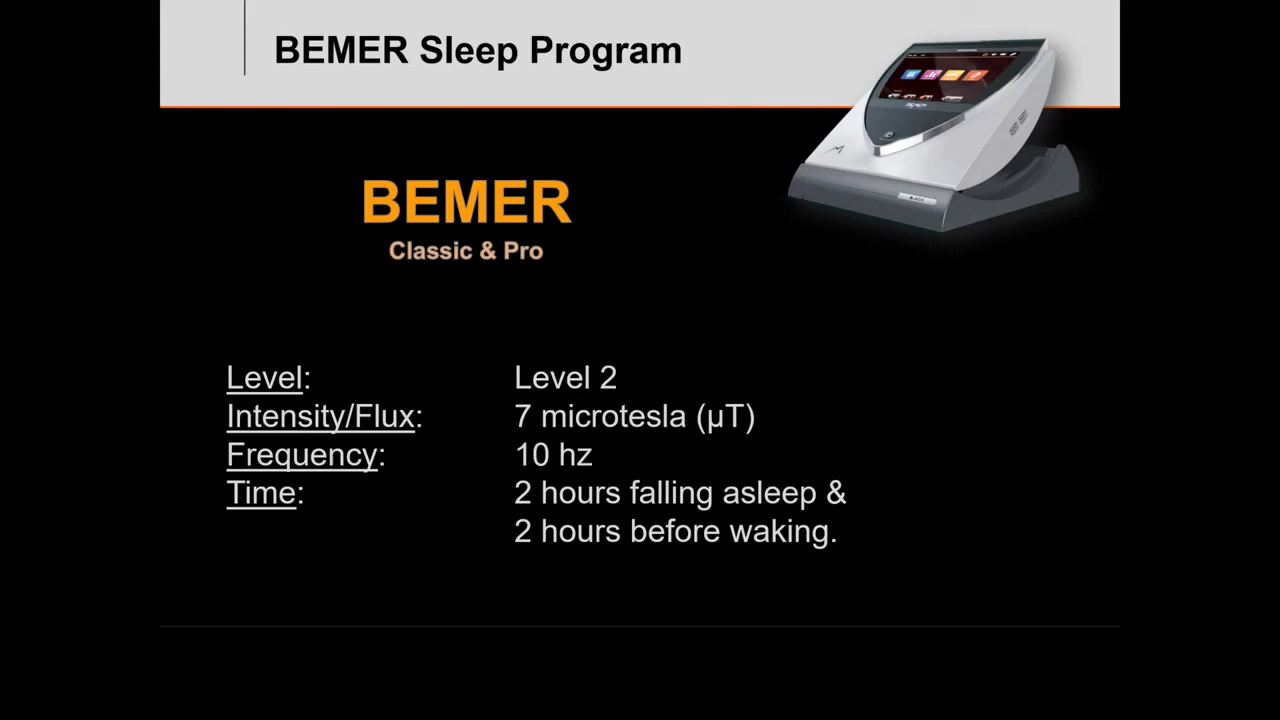 BEMER Sleep Program
BEMER
Classic & Pro
Level: Level 2
Intensity/Flux: 7 microtesla (µT)
Frequency: 10 hz
Time: 2 hours falling asleep &
2 hours before waking.